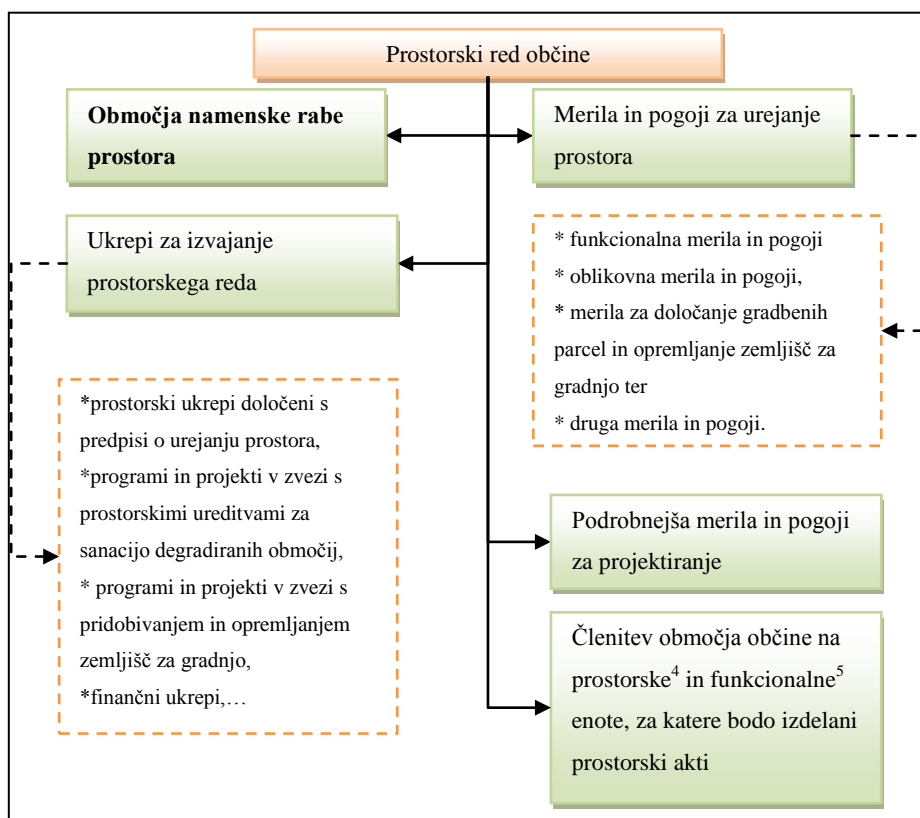 Prostorski red občine
Območja namenske rabe
prostora
Merila in pogoji za urejanje
prostora
Ukrepi za izvajanje
prostorskega reda
* funkcionalna merila in pogoji
* oblikovna merila in pogoji,
* merila za določanje gradbenih
parcel in opremljanje zemljišč za
gradnjo ter
* druga merila in pogoji.
*prostorski ukrepi določeni s
predpisi o urejanju prostora,
*programi in projekti v zvezi s
prostorskimi ureditvami za
sanacijo degradiranih območij,
* programi in projekti v zvezi s
pridobivanjem in opremljanjem
zemljišč za gradnjo,
*finančni ukrepi,…
Podrobnejša merila in pogoji
za projektiranje
Členitev območja občine na
prostorske⁴ in funkcionalne⁵
enote, za katere bodo izdelani
prostorski akti